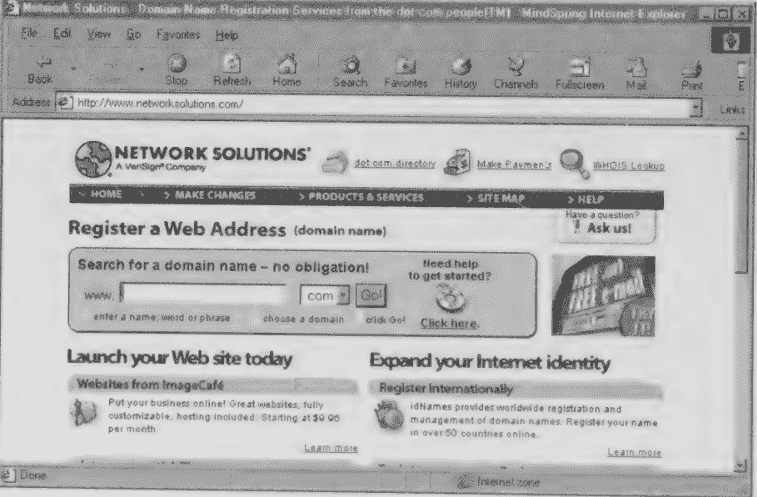 Network Solutions - Domain Name Registration Services from the dot com people[TM] - MindSpring Internet Explorer
File Edit View Go Favorites Help
Back Stop Refresh Home Search Favorites History Channels Fullscreen Mail Print E
Address http://www.networksolutions.com/ Links
NETWORK SOLUTIONS®
A VeriSign® Company
dot com directory Make Payments WHOIS Lookup
HOME > MAKE CHANGES > PRODUCTS & SERVICES > SITE MAP > HELP
Register a Web Address (domain name)
Have a question?
Ask us!
Search for a domain name – no obligation!
www. com Go!
enter a name, word or phrase choose a domain click Go!
Need help
to get started?
Click here.
Launch your Web site today
Websites from ImageCafé
Put your business online! Great websites, fully
customizable, hosting included. Starting at $9.95
per month.
Learn more
Expand your Internet identity
Register Internationally
idNames provides worldwide registration and
management of domain names. Register your name
in over 50 countries online.
Learn more
Done Internet zone